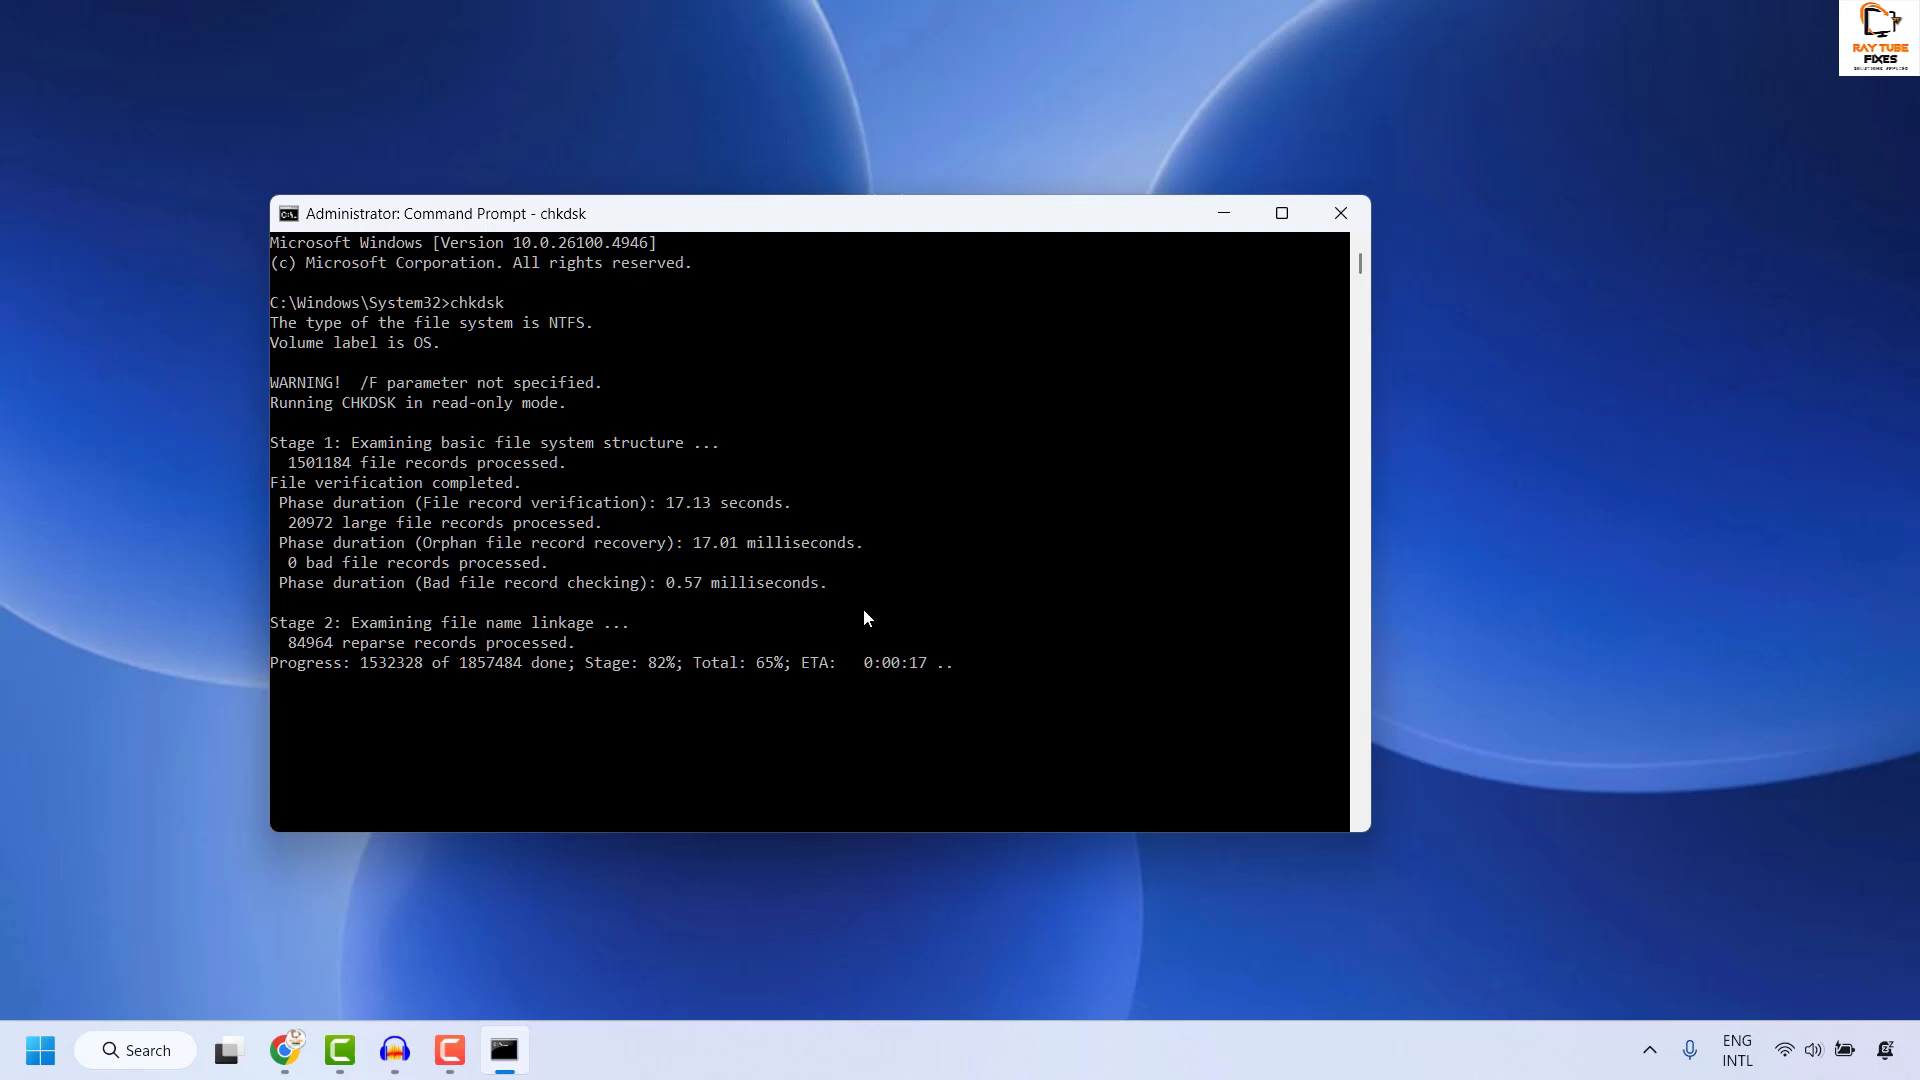 RAY TUBE
FIXES
SOLUTIONS APPLIED
Administrator: Command Prompt - chkdsk
Microsoft Windows [Version 10.0.26100.4946]
(c) Microsoft Corporation. All rights reserved.
C:\Windows\System32>chkdsk
The type of the file system is NTFS.
Volume label is OS.
WARNING!  /F parameter not specified.
Running CHKDSK in read-only mode.
Stage 1: Examining basic file system structure ...
1501184 file records processed.
File verification completed.
Phase duration (File record verification): 17.13 seconds.
20972 large file records processed.
Phase duration (Orphan file record recovery): 17.01 milliseconds.
0 bad file records processed.
Phase duration (Bad file record checking): 0.57 milliseconds.
Stage 2: Examining file name linkage ...
84964 reparse records processed.
Progress: 1532328 of 1857484 done; Stage: 82%; Total: 65%; ETA:   0:00:17 ..
Search
ENG
INTL